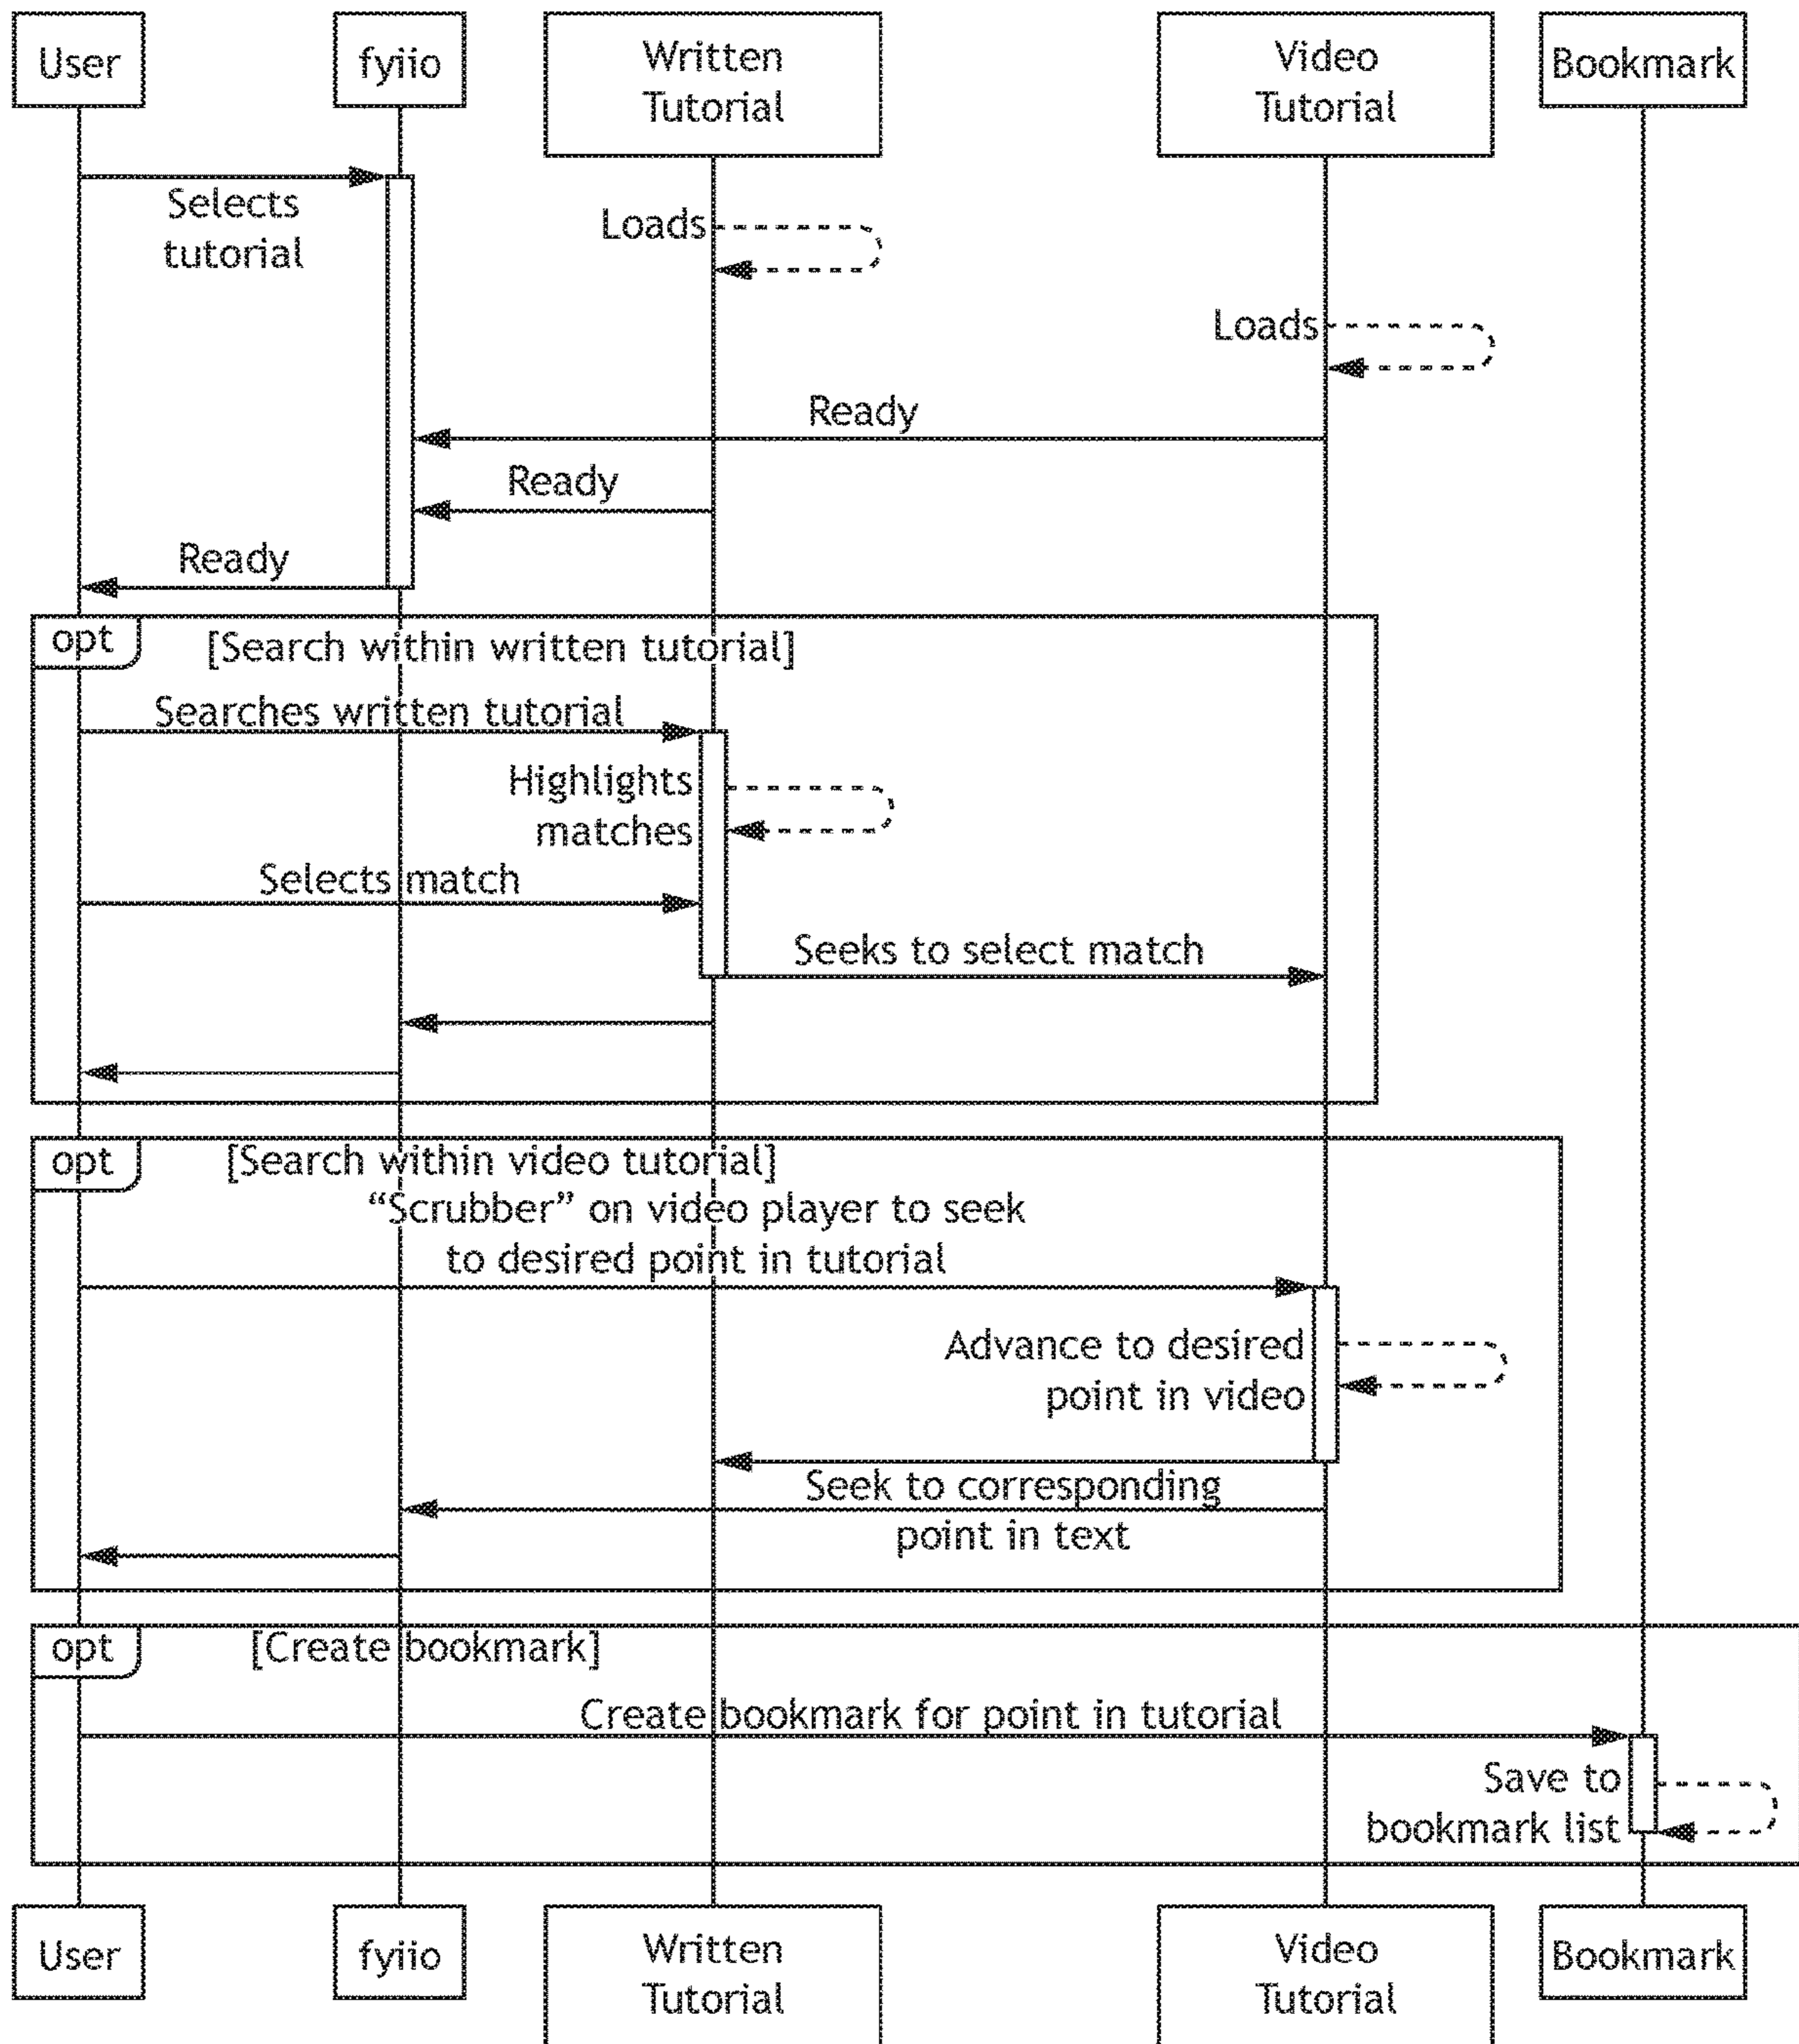 User
fyiio
Written
Tutorial
Video
Tutorial
Bookmark
Selects
tutorial
Loads
Loads
Ready
Ready
Ready
opt
[Search within written tutorial]
Searches written tutorial
Highlights
matches
Selects match
Seeks to select match
opt
[Search within video tutorial]
“Scrubber” on video player to seek
to desired point in tutorial
Advance to desired
point in video
Seek to corresponding
point in text
opt
[Create bookmark]
Create bookmark for point in tutorial
Save to
bookmark list
User
fyiio
Written
Tutorial
Video
Tutorial
Bookmark